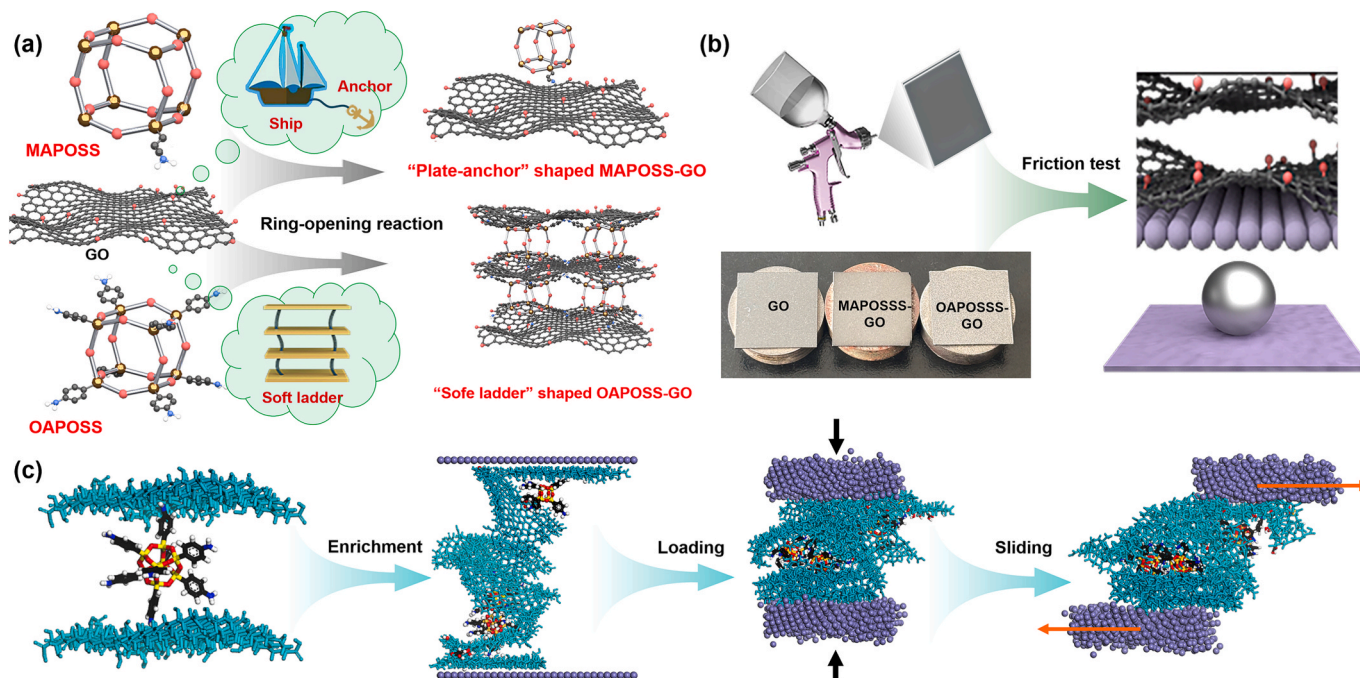 (a)
MAPOSS
Ship
Anchor
"Plate-anchor" shaped MAPOSS-GO
GO
Ring-opening reaction
OAPOSS
Soft ladder
"Sofe ladder" shaped OAPOSS-GO
(b)
Friction test
GO
MAPOSSS-
GO
OAPOSSS-
GO
(c)
Enrichment
Loading
Sliding